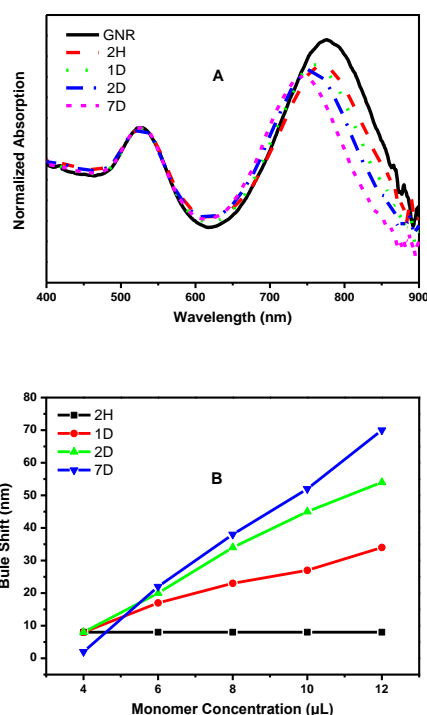 GNR
2H
1D
2D
7D
A
Normalized Absorption
400 500 600 700 800 900
Wavelength (nm)
80
70
60
50
40
30
20
10
0
2H
1D
2D
7D
B
Bule Shift (nm)
4 6 8 10 12
Monomer Concentration (µL)